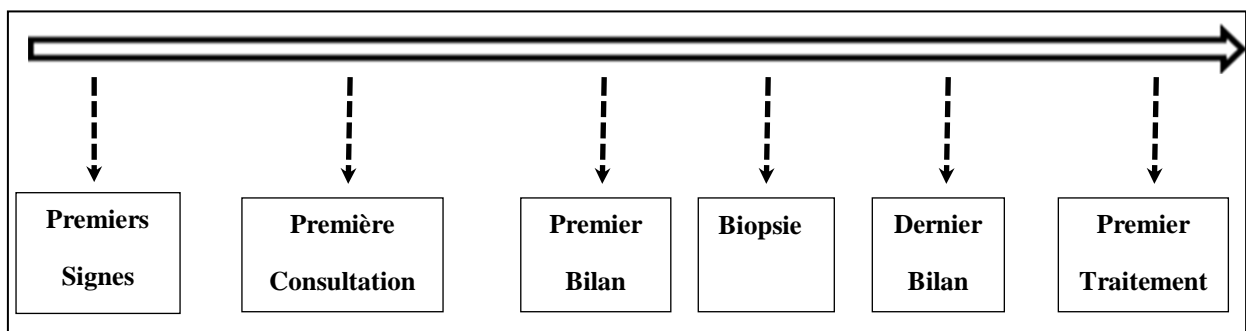 Premiers
Signes
Première
Consultation
Premier
Bilan
Biopsie
Dernier
Bilan
Premier
Traitement